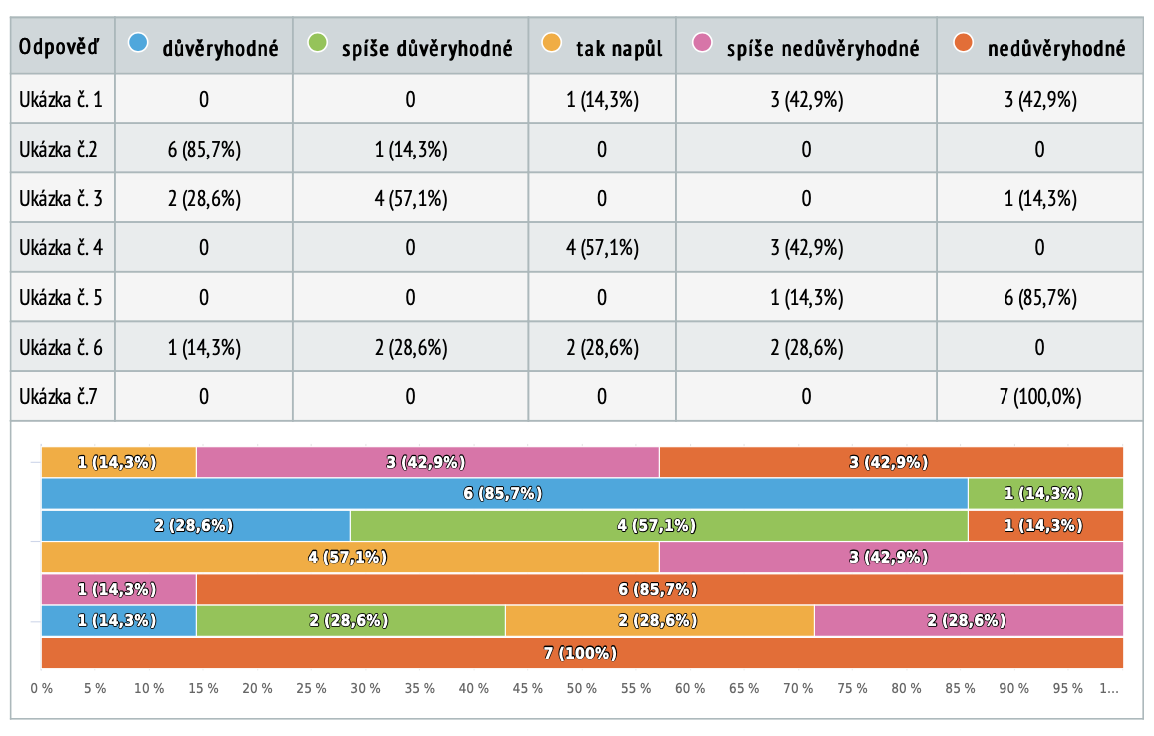 Odpověď důvěryhodné spíše důvěryhodné tak napůl spíše nedůvěryhodné nedůvěryhodné
Ukázka č. 1 0 0 1 (14,3%) 3 (42,9%) 3 (42,9%)
Ukázka č.2 6 (85,7%) 1 (14,3%) 0 0 0
Ukázka č. 3 2 (28,6%) 4 (57,1%) 0 0 1 (14,3%)
Ukázka č. 4 0 0 4 (57,1%) 3 (42,9%) 0
Ukázka č. 5 0 0 0 1 (14,3%) 6 (85,7%)
Ukázka č. 6 1 (14,3%) 2 (28,6%) 2 (28,6%) 2 (28,6%) 0
Ukázka č.7 0 0 0 0 7 (100,0%)
1 (14,3%) 3 (42,9%) 3 (42,9%)
6 (85,7%) 1 (14,3%)
2 (28,6%) 4 (57,1%) 1 (14,3%)
4 (57,1%) 3 (42,9%)
1 (14,3%) 6 (85,7%)
1 (14,3%) 2 (28,6%) 2 (28,6%) 2 (28,6%)
7 (100%)
0 % 5 % 10 % 15 % 20 % 25 % 30 % 35 % 40 % 45 % 50 % 55 % 60 % 65 % 70 % 75 % 80 % 85 % 90 % 95 % 1...